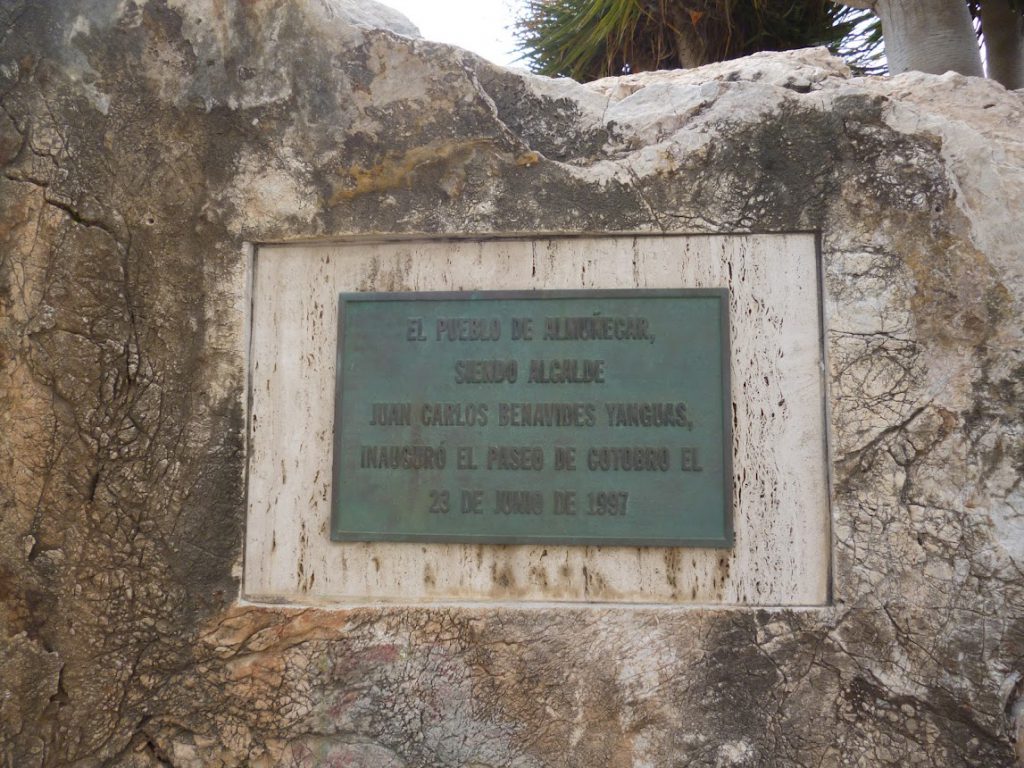 EL PUEBLO DE ALMUÑECAR,
SIENDO ALCALDE
JUAN CARLOS BENAVIDES YANGUAS,
INAUGURÓ EL PASEO DE COTOBRO EL
23 DE JUNIO DE 1997